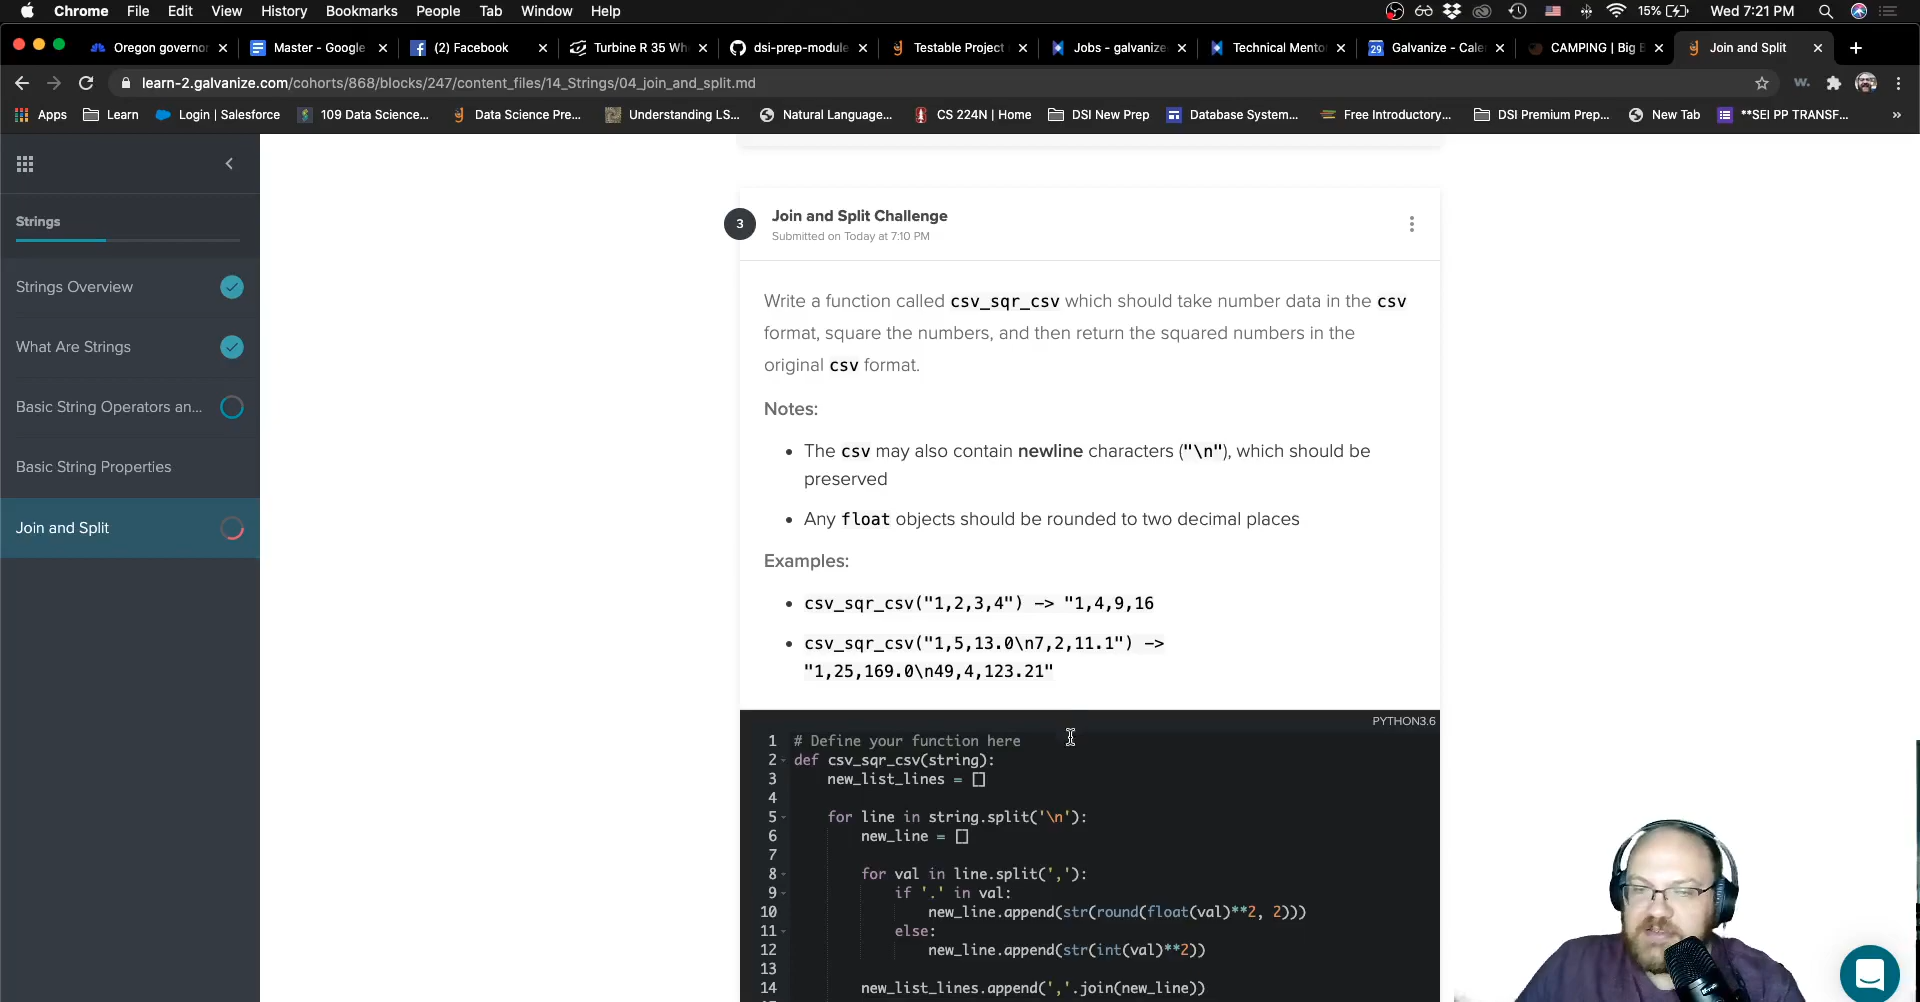 Chrome File Edit View History Bookmarks People Tab Window Help 15% Wed 7:21 PM
Oregon governor Master - Google (2) Facebook Turbine R 35 Wh dsi-prep-module Testable Project Jobs - galvanize Technical Mento Galvanize - Cale CAMPING | Big B Join and Split
learn-2.galvanize.com/cohorts/868/blocks/247/content_files/14_Strings/04_join_and_split.md
Apps Learn Login | Salesforce 109 Data Science... Data Science Pre... Understanding LS... Natural Language... CS 224N | Home DSI New Prep Database System... Free Introductory... DSI Premium Prep... New Tab **SEI PP TRANSF... »
Strings
Strings Overview
What Are Strings
Basic String Operators an...
Basic String Properties
Join and Split
3 Join and Split Challenge
Submitted on Today at 7:10 PM
Write a function called csv_sqr_csv which should take number data in the csv
format, square the numbers, and then return the squared numbers in the
original csv format.
Notes:
• The csv may also contain newline characters ("\n"), which should be
preserved
• Any float objects should be rounded to two decimal places
Examples:
• csv_sqr_csv("1,2,3,4") -> "1,4,9,16
• csv_sqr_csv("1,5,13.0\n7,2,11.1") ->
"1,25,169.0\n49,4,123.21"
PYTHON3.6
1 # Define your function here
2 def csv_sqr_csv(string):
3 new_list_lines = []
4
5 for line in string.split('\n'):
6 new_line = []
7
8 for val in line.split(','):
9 if '.' in val:
10 new_line.append(str(round(float(val)**2, 2)))
11 else:
12 new_line.append(str(int(val)**2))
13
14 new_list_lines.append(','.join(new_line))